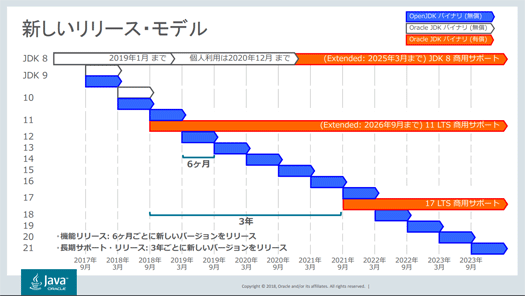 新しいリリース・モデル
OpenJDK バイナリ (無償)
Oracle JDK バイナリ (無償)
Oracle JDK バイナリ (有償)
JDK 8
2019年1月 まで
個人利用は2020年12月 まで
(Extended: 2025年3月まで) JDK 8 商用サポート
JDK 9
10
11
(Extended: 2026年9月まで) 11 LTS 商用サポート
12
13
14
6ケ月
15
16
17
17 LTS 商用サポート
18
3年
19
20
・機能リリース: 6ケ月ごとに新しいバージョンをリリース
21
・長期サポート・リリース: 3年ごとに新しいバージョンをリリース
2017年 9月
2018年 3月
2018年 9月
2019年 3月
2019年 9月
2020年 3月
2020年 9月
2021年 3月
2021年 9月
2022年 3月
2022年 9月
2023年 3月
2023年 9月
Java
ORACLE
Copyright © 2018, Oracle and/or its affiliates. All rights reserved. |